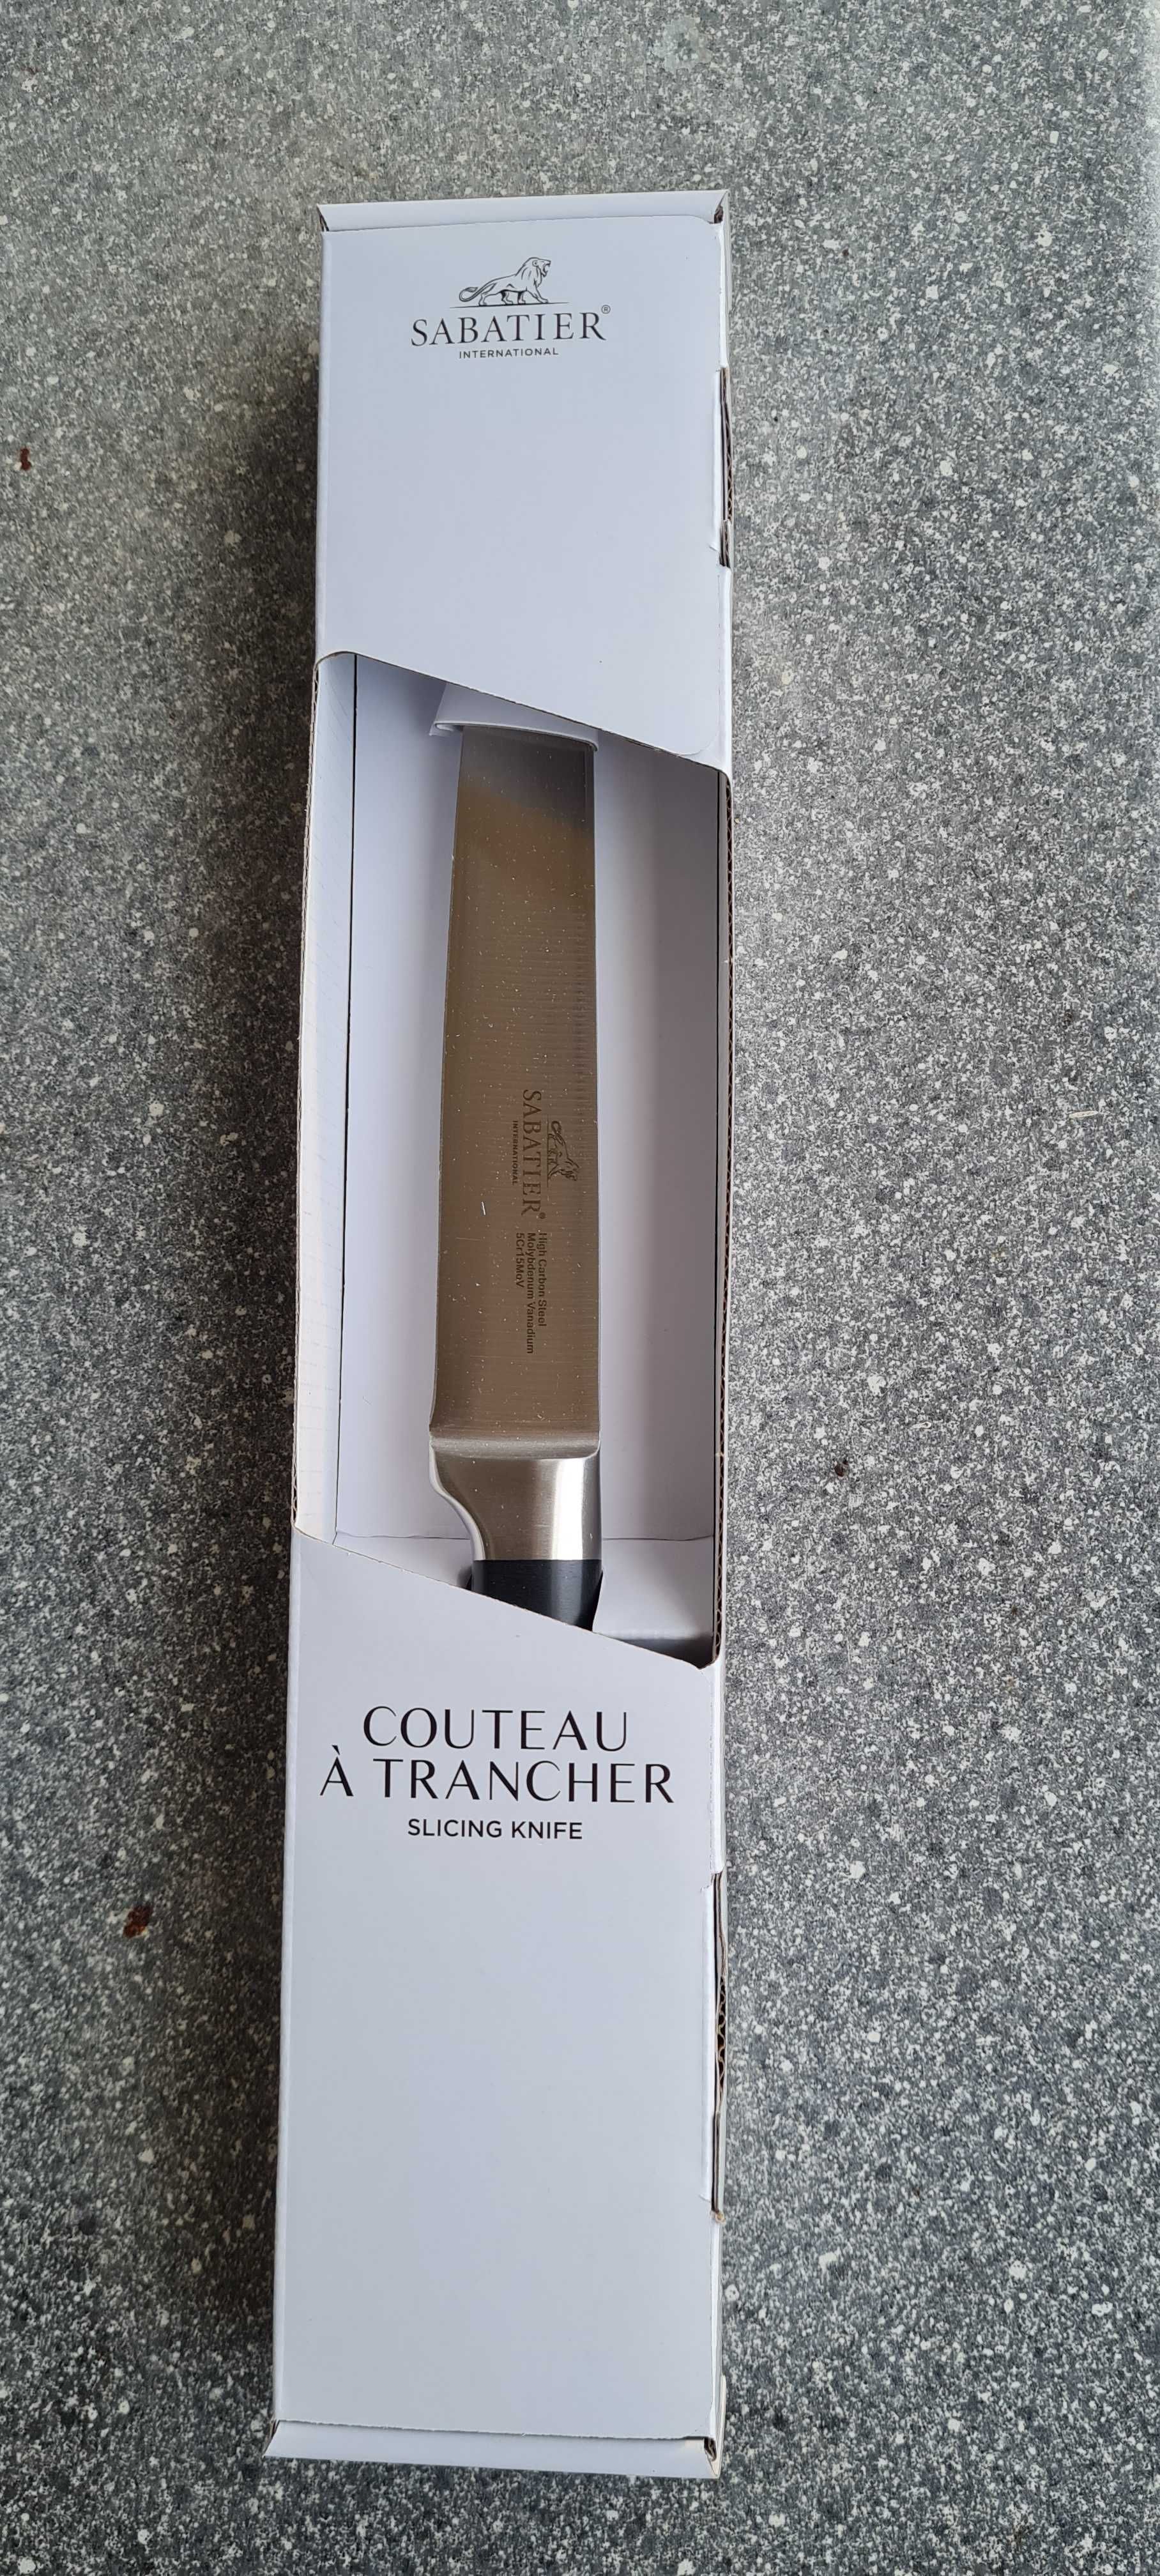 SABATIER®
INTERNATIONAL
SABATIER®
INTERNATIONAL
High Carbon Steel
Molybdenum Vanadium
5Cr15MoV
COUTEAU
À TRANCHER
SLICING KNIFE